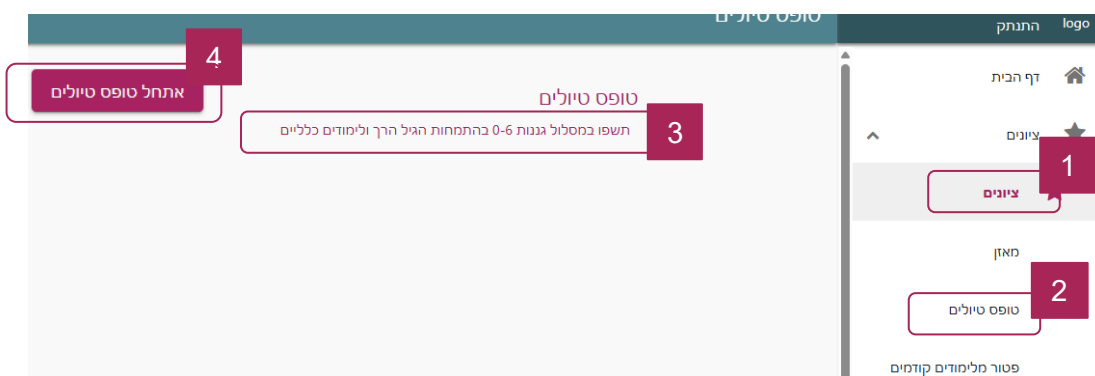 טופס טיולים
התנתק
logo
דף הבית
ציונים
1
ציונים
מאזן
2
טופס טיולים
פטור מלימודים קודמים
4
אתחל טופס טיולים
טופס טיולים
3
תשפו במסלול גננות 0-6 בהתמחות הגיל הרך ולימודים כלליים